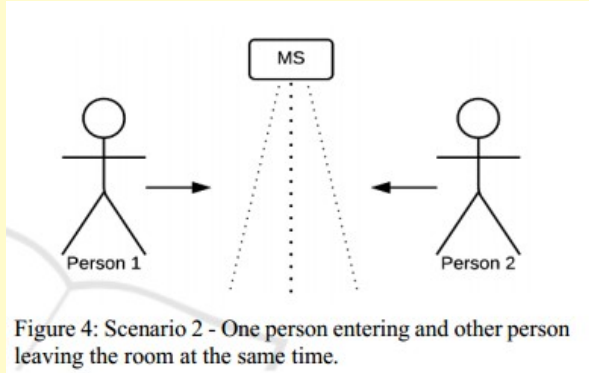 MS
Person 1
Person 2
Figure 4: Scenario 2 - One person entering and other person
leaving the room at the same time.